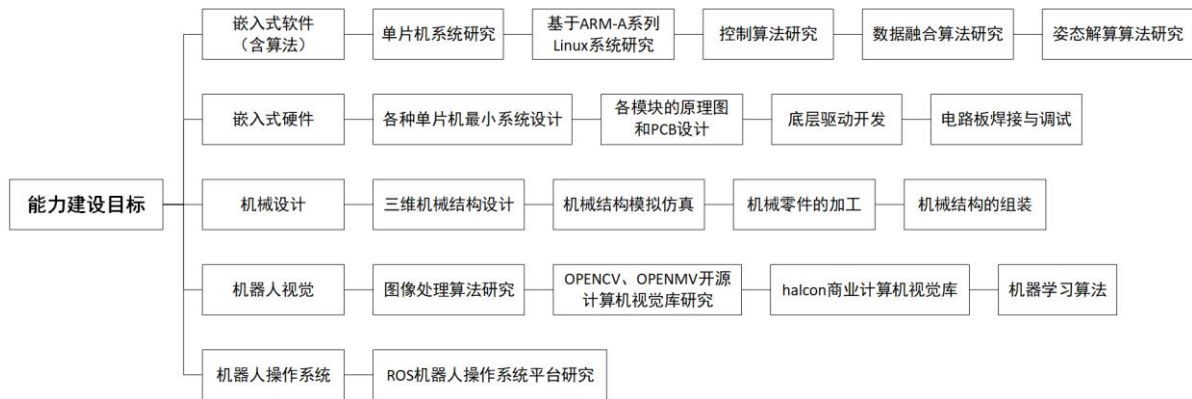 嵌入式软件
（含算法）
单片机系统研究
基于ARM-A系列
Linux系统研究
控制算法研究
数据融合算法研究
姿态解算算法研究
嵌入式硬件
各种单片机最小系统设计
各模块的原理图
和PCB设计
底层驱动开发
电路板焊接与调试
能力建设目标
机械设计
三维机械结构设计
机械结构模拟仿真
机械零件的加工
机械结构的组装
机器人视觉
图像处理算法研究
OPENCV、OPENMV开源
计算机视觉库研究
halcon商业计算机视觉库
机器学习算法
机器人操作系统
ROS机器人操作系统平台研究